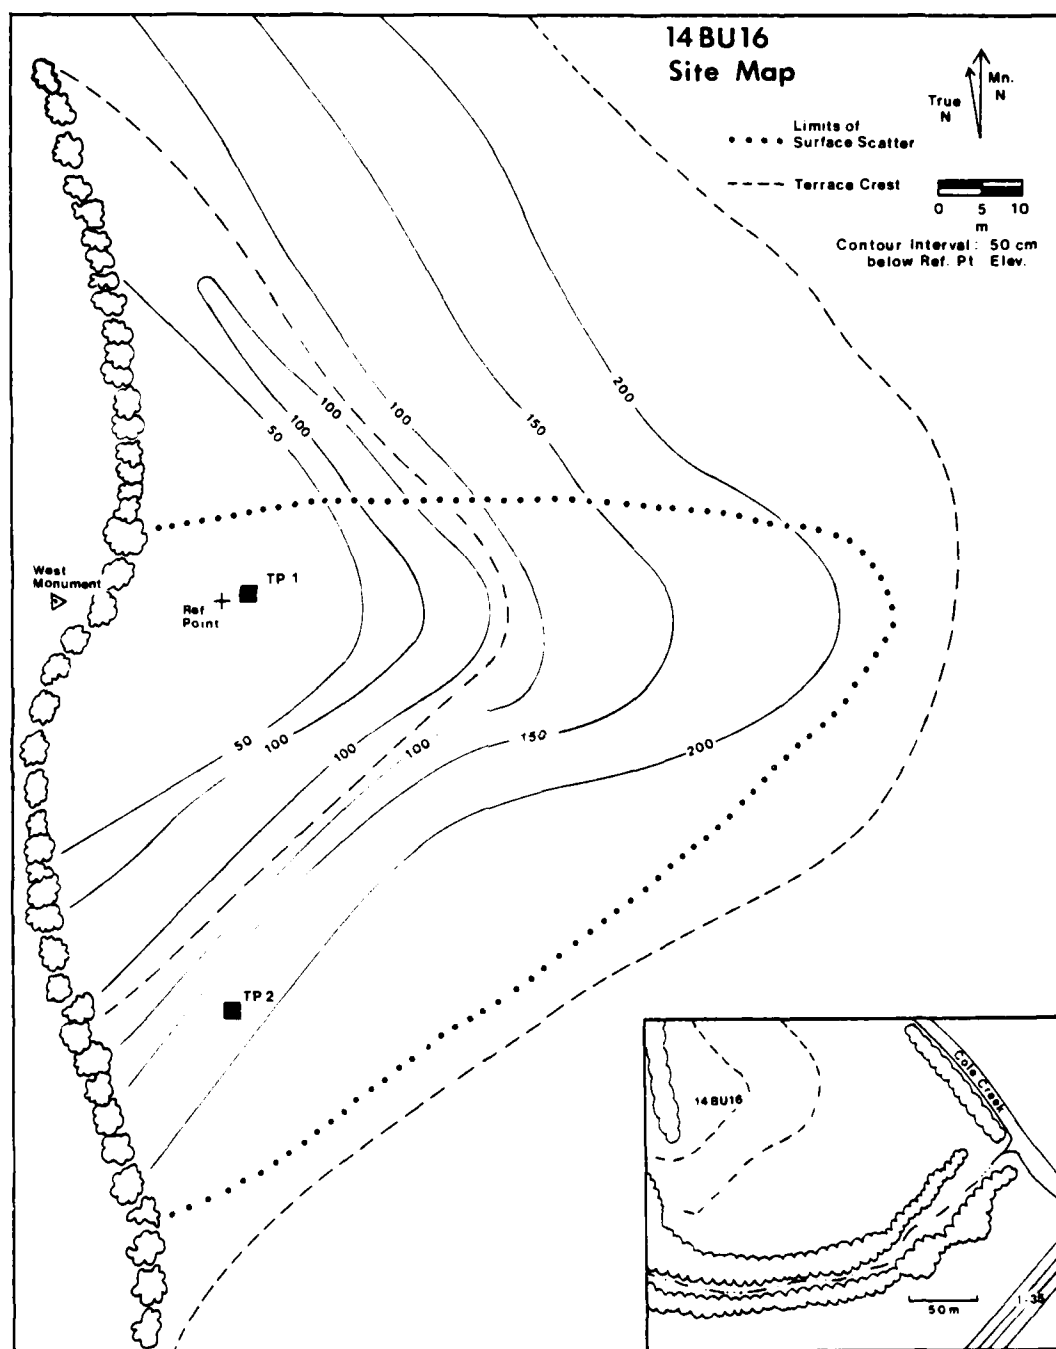 14BU16
Site Map
True
N
Mn.
N
Limits of
Surface Scatter
Terrace Crest
0 5 10
m
Contour Interval: 50 cm
below Ref. Pt Elev.
200
150
100
100
100
50
West
Monument
TP 1
Ref
Point
50
100
100
100
150
200
TP 2
14BU16
Cole Creek
50m
I-35